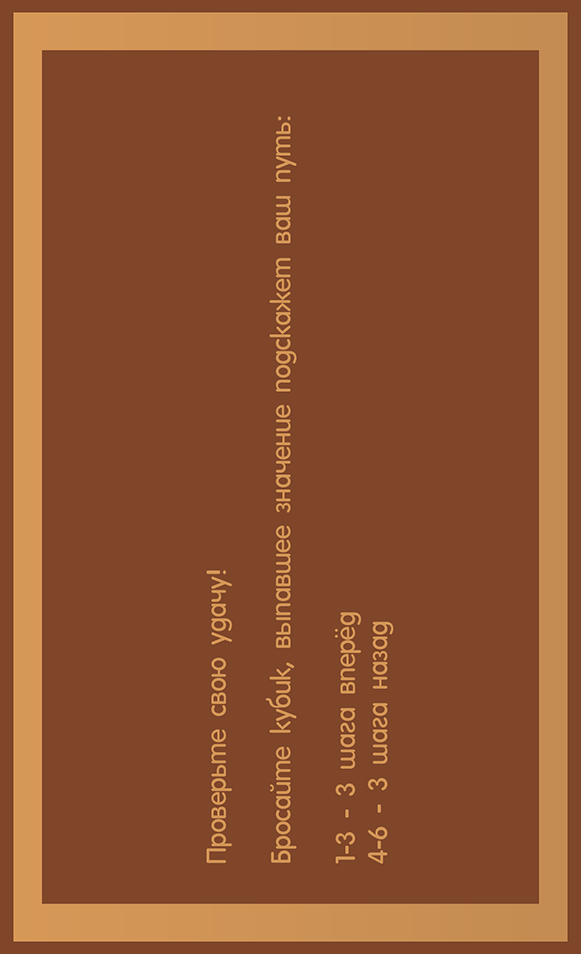 Проверьте свою удачу!
Бросайте кубик, выпавшее значение подскажет ваш путь:
1-3 - 3 шага вперёд
4-6 - 3 шага назад